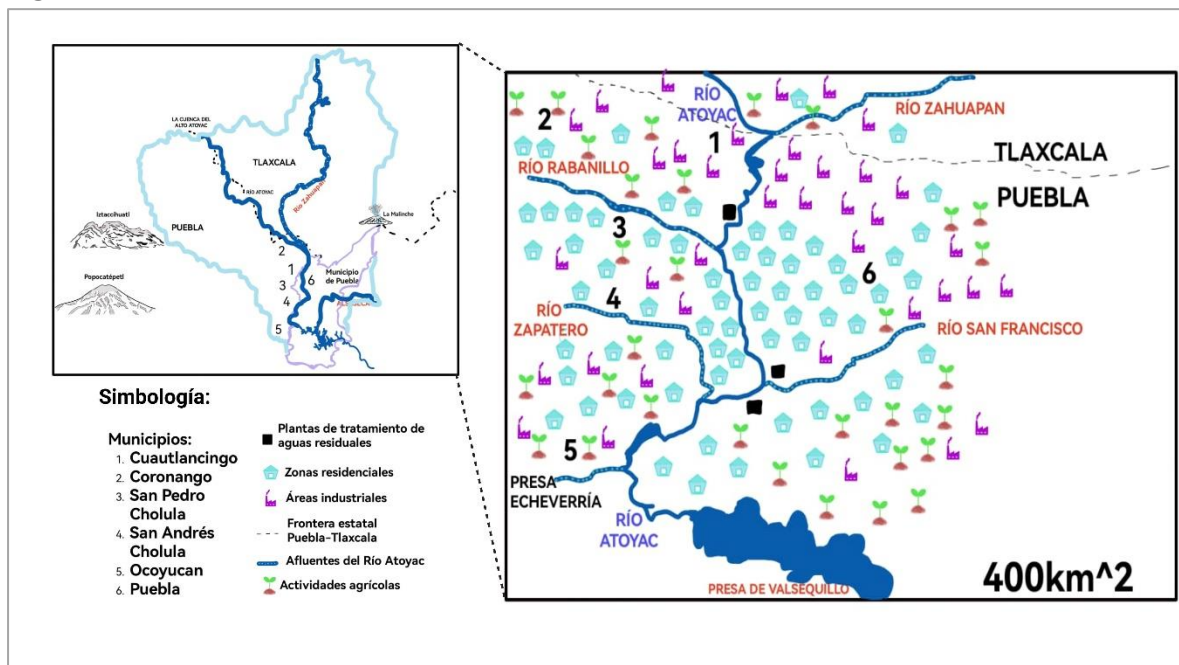 LA CUENCA DEL
ALTO ATOYAC
TLAXCALA
RÍO ATOYAC
Río Zahuapan
Iztaccíhuatl
PUEBLA
La Malinche
Popocatépetl
2
1
6
3
4
5
Municipio
de Puebla
RÍO
ATOYAC
RÍO ZAHUAPAN
2
1
RÍO RABANILLO
TLAXCALA
PUEBLA
3
6
4
RÍO
ZAPATERO
RÍO SAN FRANCISCO
5
PRESA
ECHEVERRÍA
RÍO
ATOYAC
PRESA DE VALSEQUILLO
400km^2
Simbología:
Municipios:
1. Cuautlancingo
2. Coronango
3. San Pedro
Cholula
4. San Andrés
Cholula
5. Ocoyucan
6. Puebla
Plantas de tratamiento de
aguas residuales
Zonas residenciales
Áreas industriales
Frontera estatal
Puebla-Tlaxcala
Afluentes del Río Atoyac
Actividades agrícolas